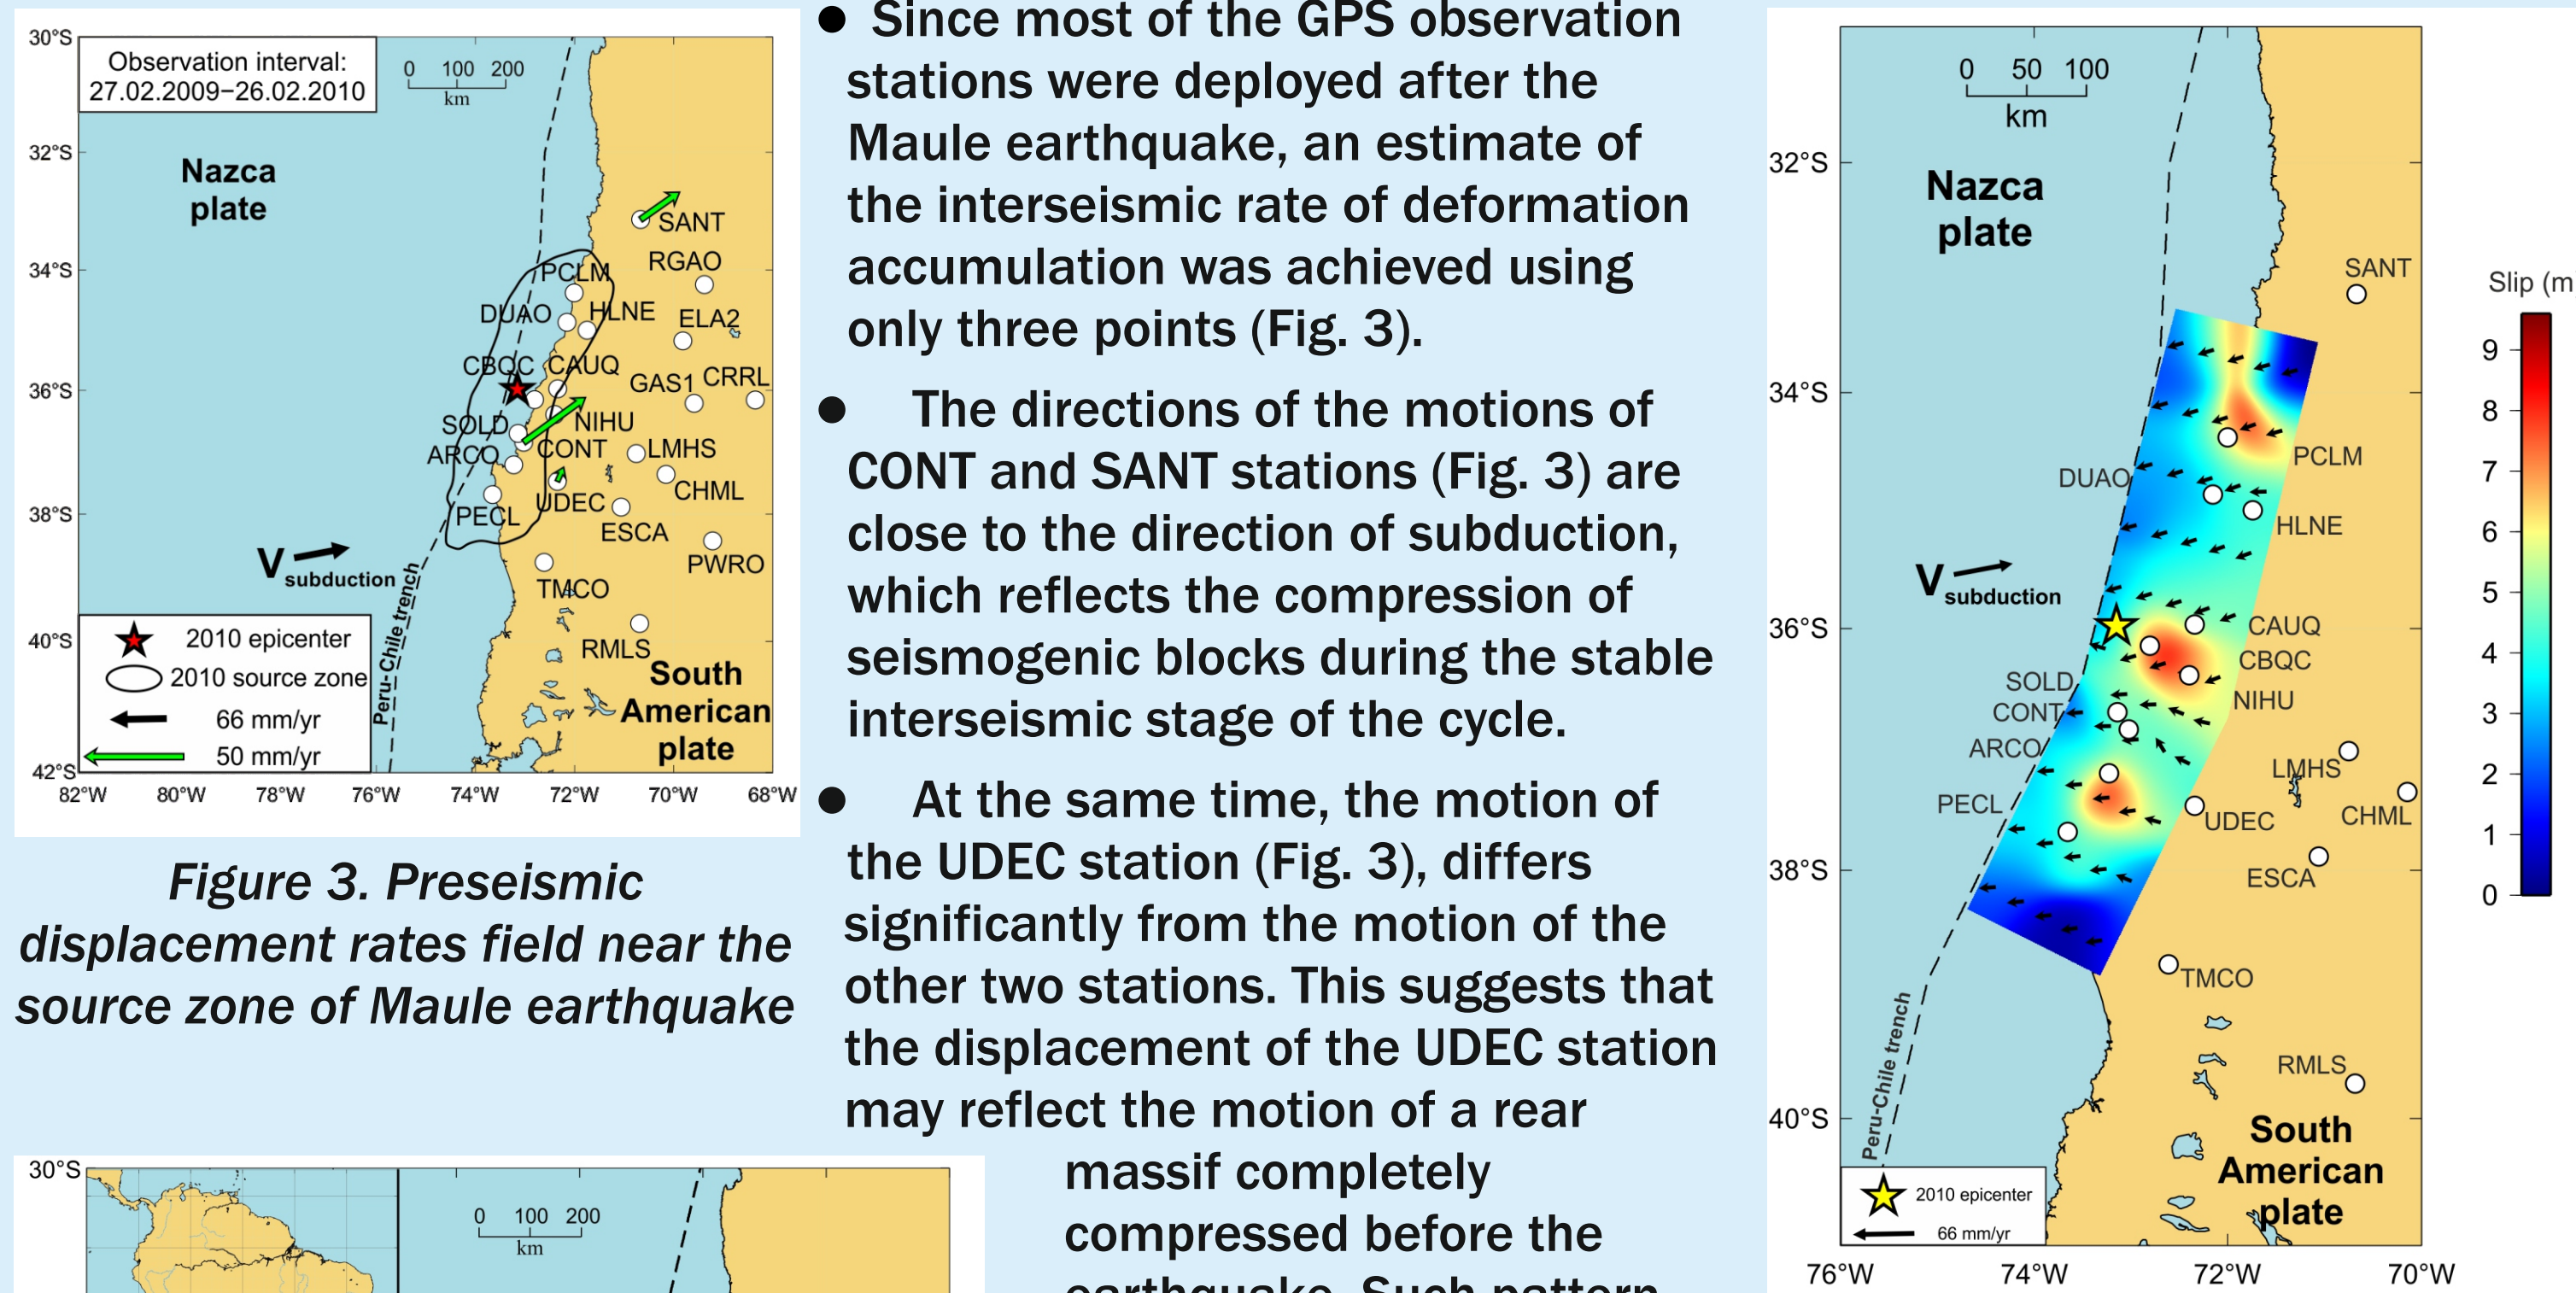 30°S
32°S
34°S
36°S
38°S
40°S
42°S
82°W 80°W 78°W 76°W 74°W 72°W 70°W 68°W
Observation interval:
27.02.2009–26.02.2010
0 100 200
km
Nazca
plate
SANT
RGAO
PCLM
DUAO
HLNE
ELA2
CBQC
CAUQ
GAS1
CRRL
SOLD
NIHU
ARCO
CONT
LMHS
CHML
UDEC
PECL
ESCA
PWRO
TMCO
RMLS
V subduction
Peru-Chile trench
South
American
plate
2010 epicenter
2010 source zone
66 mm/yr
50 mm/yr
Figure 3. Preseismic
displacement rates field near the
source zone of Maule earthquake
30°S
0 100 200
km
● Since most of the GPS observation
stations were deployed after the
Maule earthquake, an estimate of
the interseismic rate of deformation
accumulation was achieved using
only three points (Fig. 3).
● The directions of the motions of
CONT and SANT stations (Fig. 3) are
close to the direction of subduction,
which reflects the compression of
seismogenic blocks during the stable
interseismic stage of the cycle.
● At the same time, the motion of
the UDEC station (Fig. 3), differs
significantly from the motion of the
other two stations. This suggests that
the displacement of the UDEC station
may reflect the motion of a rear
massif completely
compressed before the
earthquake. Such pattern
0 50 100
km
32°S
34°S
36°S
38°S
40°S
76°W 74°W 72°W 70°W
Nazca
plate
SANT
PCLM
DUAO
HLNE
V subduction
CAUQ
CBQC
SOLD
NIHU
CONT
ARCO
LMHS
PECL
UDEC
CHML
ESCA
TMCO
RMLS
Peru-Chile trench
South
American
plate
2010 epicenter
66 mm/yr
Slip (m
9
8
7
6
5
4
3
2
1
0